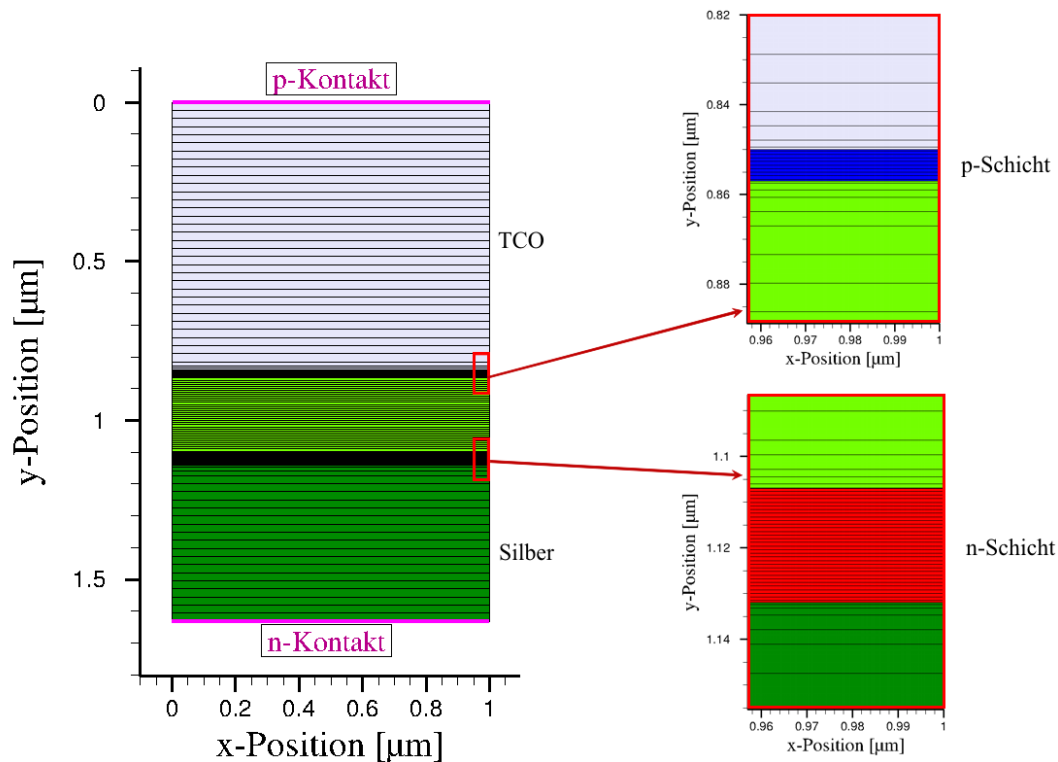 p-Kontakt
0
0.5
1
1.5
y-Position [µm]
TCO
Silber
n-Kontakt
0 0.2 0.4 0.6 0.8 1
x-Position [µm]
0.82
0.84
0.86
0.88
y-Position [µm]
0.96 0.97 0.98 0.99 1
x-Position [µm]
p-Schicht
1.1
1.12
1.14
y-Position [µm]
0.96 0.97 0.98 0.99 1
x-Position [µm]
n-Schicht